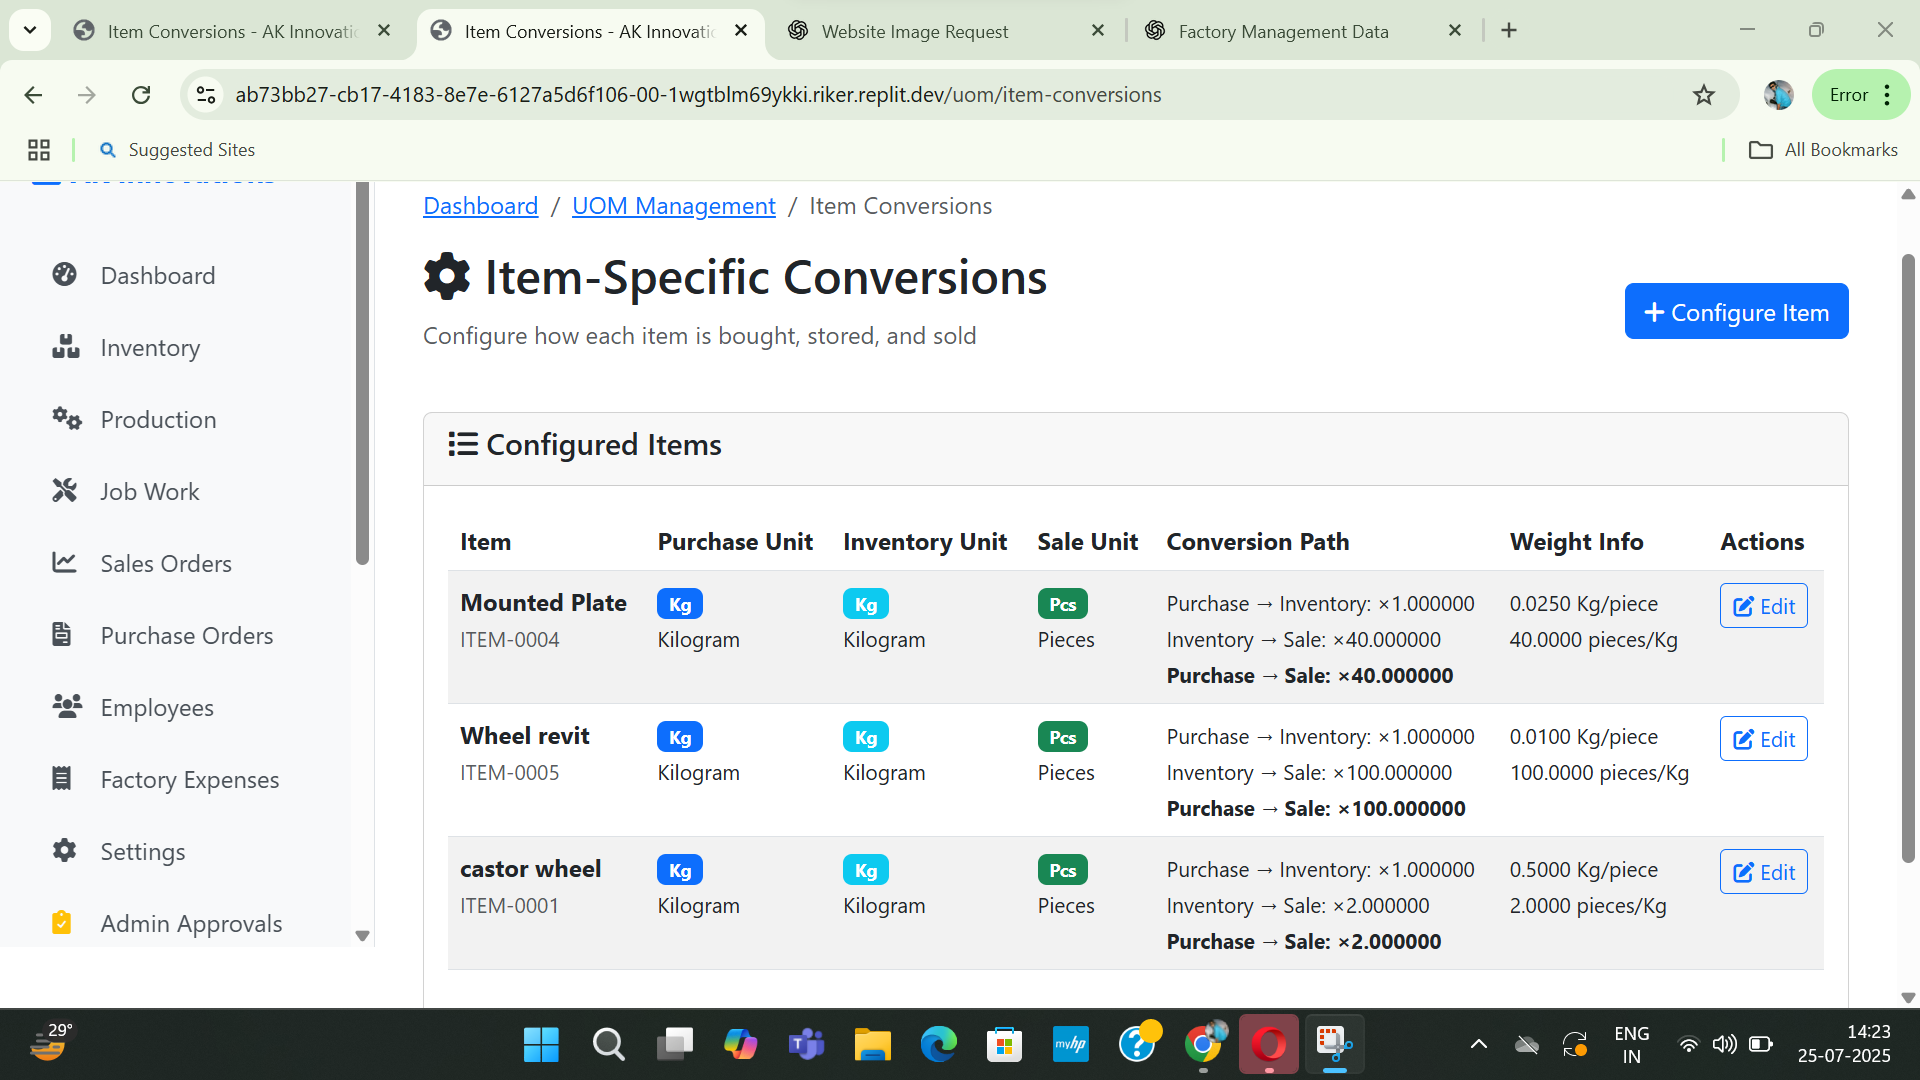 Item Conversions - AK Innovatic
Item Conversions - AK Innovatic
Website Image Request
Factory Management Data
ab73bb27-cb17-4183-8e7e-6127a5d6f106-00-1wgtblm69ykki.riker.replit.dev/uom/item-conversions
Error
Suggested Sites
All Bookmarks
Dashboard
Inventory
Production
Job Work
Sales Orders
Purchase Orders
Employees
Factory Expenses
Settings
Admin Approvals
Dashboard / UOM Management / Item Conversions
Item-Specific Conversions
Configure how each item is bought, stored, and sold
+ Configure Item
Configured Items
Item Purchase Unit Inventory Unit Sale Unit Conversion Path Weight Info Actions
Mounted Plate Kg Kg Pcs Purchase → Inventory: ×1.000000 0.0250 Kg/piece Edit
ITEM-0004 Kilogram Kilogram Pieces Inventory → Sale: ×40.000000 40.0000 pieces/Kg
Purchase → Sale: ×40.000000
Wheel revit Kg Kg Pcs Purchase → Inventory: ×1.000000 0.0100 Kg/piece Edit
ITEM-0005 Kilogram Kilogram Pieces Inventory → Sale: ×100.000000 100.0000 pieces/Kg
Purchase → Sale: ×100.000000
castor wheel Kg Kg Pcs Purchase → Inventory: ×1.000000 0.5000 Kg/piece Edit
ITEM-0001 Kilogram Kilogram Pieces Inventory → Sale: ×2.000000 2.0000 pieces/Kg
Purchase → Sale: ×2.000000
29°
myhp
ENG
IN
14:23
25-07-2025